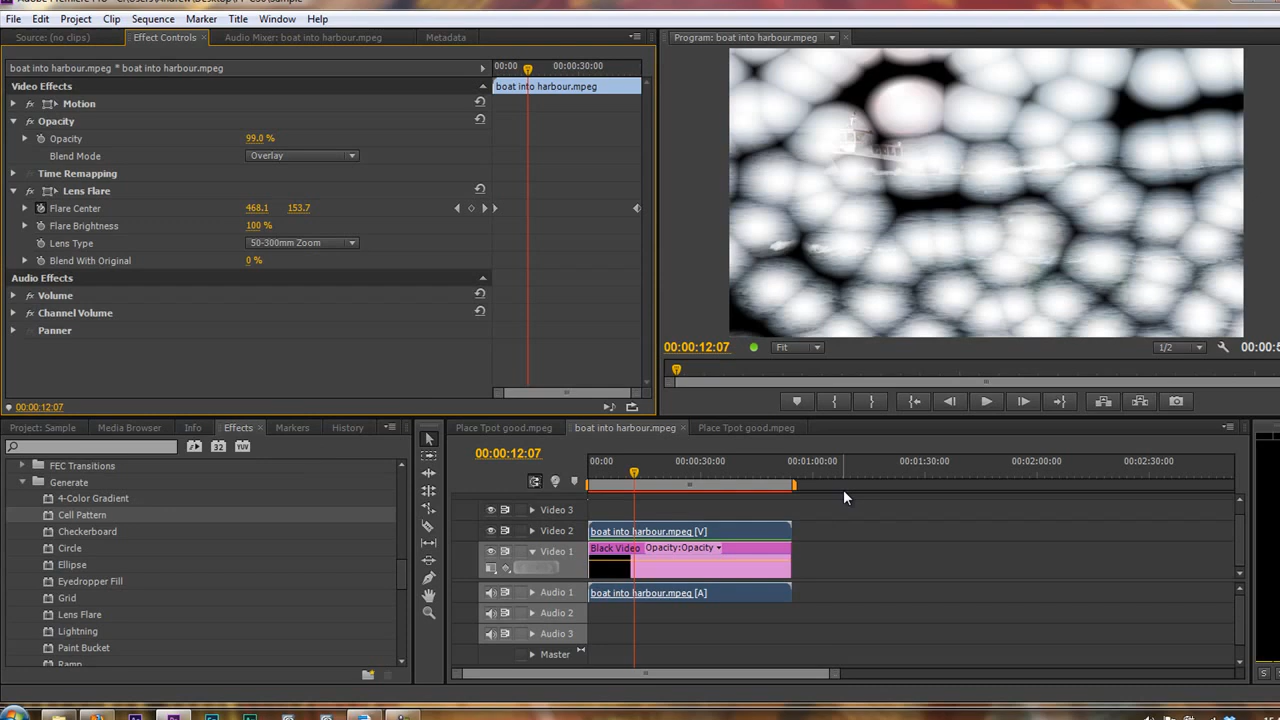 File Edit Project Clip Sequence Marker Title Window Help
Source: (no clips) Effect Controls × Audio Mixer: boat into harbour.mpeg Metadata
Program: boat into harbour.mpeg ×
boat into harbour.mpeg * boat into harbour.mpeg
00:00 00:00:30:00
Video Effects
boat into harbour.mpeg
fx Motion
fx Opacity
Opacity 99.0 %
Blend Mode Overlay
Time Remapping
fx Lens Flare
Flare Center 468.1 153.7
Flare Brightness 100 %
Lens Type 50-300mm Zoom
Blend With Original 0 %
Audio Effects
fx Volume
fx Channel Volume
Panner
00:00:12:07
00:00:12:07 Fit 1/2
Project: Sample Media Browser Info Effects × Markers History
32 YUV
FEC Transitions
Generate
4-Color Gradient
Cell Pattern
Checkerboard
Circle
Ellipse
Eyedropper Fill
Grid
Lens Flare
Lightning
Paint Bucket
Ramp
Place Tpot good.mpeg boat into harbour.mpeg × Place Tpot good.mpeg
00:00:12:07
00:00 00:00:30:00 00:01:00:00 00:01:30:00 00:02:00:00 00:02:30:00
Video 3
Video 2 boat into harbour.mpeg [V]
Video 1 Black Video Opacity:Opacity
Audio 1 boat into harbour.mpeg [A]
Audio 2
Audio 3
Master